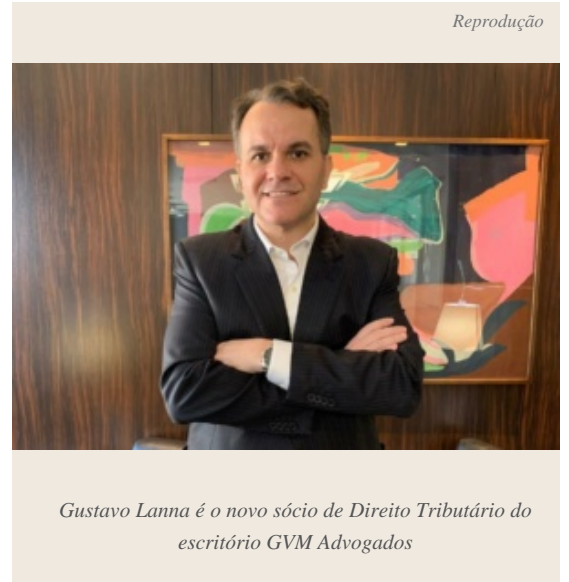 Reprodução
Gustavo Lanna é o novo sócio de Direito Tributário do
escritório GVM Advogados